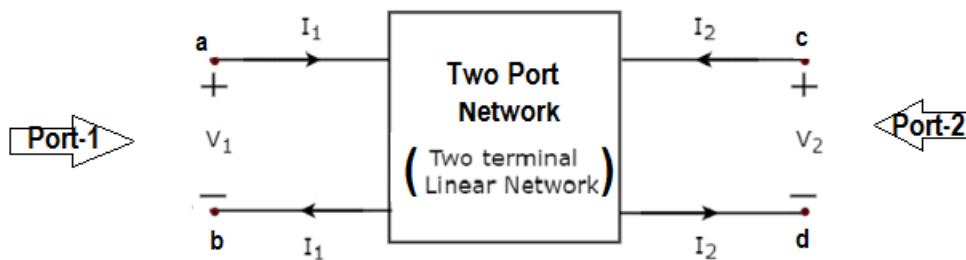 I₁
I₂
a
c
+
+
Two Port
Network
Port-1
V₁
(Two terminal
Linear Network)
V₂
Port-2
−
−
b
I₁
I₂
d